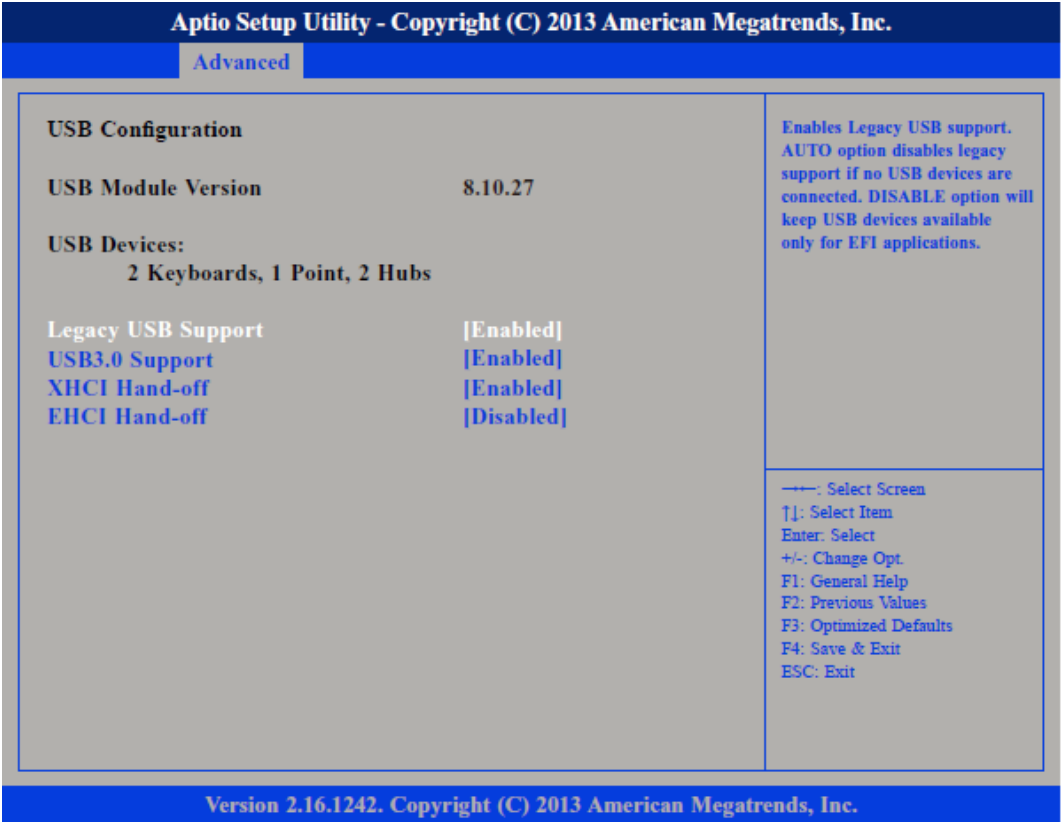 Aptio Setup Utility - Copyright (C) 2013 American Megatrends, Inc.
Advanced
USB Configuration
USB Module Version 8.10.27
USB Devices:
2 Keyboards, 1 Point, 2 Hubs
Legacy USB Support [Enabled]
USB3.0 Support [Enabled]
XHCI Hand-off [Enabled]
EHCI Hand-off [Disabled]
Enables Legacy USB support.
AUTO option disables legacy
support if no USB devices are
connected. DISABLE option will
keep USB devices available
only for EFI applications.
→←: Select Screen
↑↓: Select Item
Enter: Select
+/-: Change Opt.
F1: General Help
F2: Previous Values
F3: Optimized Defaults
F4: Save & Exit
ESC: Exit
Version 2.16.1242. Copyright (C) 2013 American Megatrends, Inc.